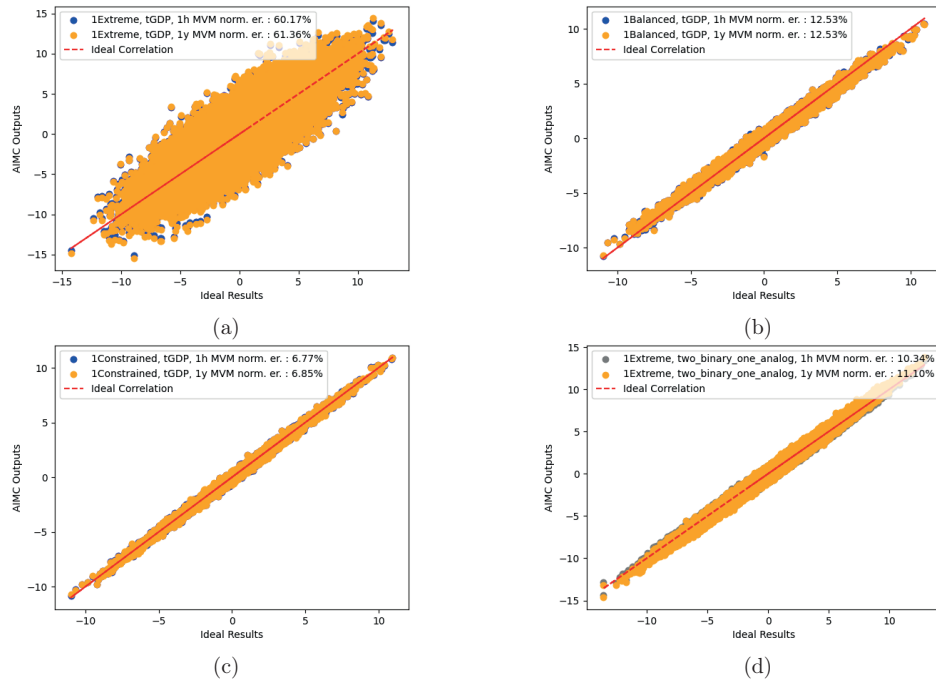 1Extreme, tGDP, 1h MVM norm. er. : 60.17%
1Extreme, tGDP, 1y MVM norm. er. : 61.36%
Ideal Correlation
15
10
5
0
−5
−10
−15
AIMC Outputs
−15
−10
−5
0
5
10
Ideal Results
(a)
1Balanced, tGDP, 1h MVM norm. er. : 12.53%
1Balanced, tGDP, 1y MVM norm. er. : 12.53%
Ideal Correlation
10
5
0
−5
−10
AIMC Outputs
−10
−5
0
5
10
Ideal Results
(b)
1Constrained, tGDP, 1h MVM norm. er. : 6.77%
1Constrained, tGDP, 1y MVM norm. er. : 6.85%
Ideal Correlation
10
5
0
−5
−10
AIMC Outputs
−10
−5
0
5
10
Ideal Results
(c)
1Extreme, two_binary_one_analog, 1h MVM norm. er. : 10.34%
1Extreme, two_binary_one_analog, 1y MVM norm. er. : 11.10%
Ideal Correlation
15
10
5
0
−5
−10
−15
AIMC Outputs
−10
−5
0
5
10
Ideal Results
(d)